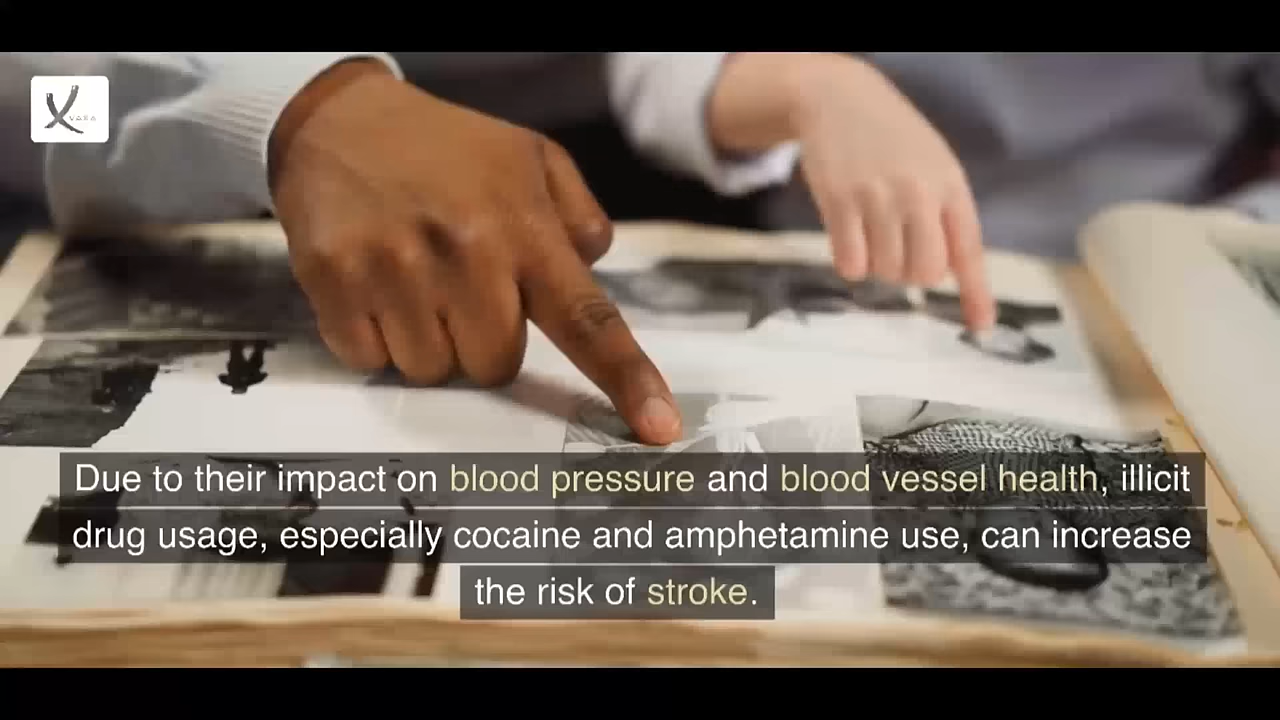 Due to their impact on blood pressure and blood vessel health, illicit
drug usage, especially cocaine and amphetamine use, can increase
the risk of stroke.